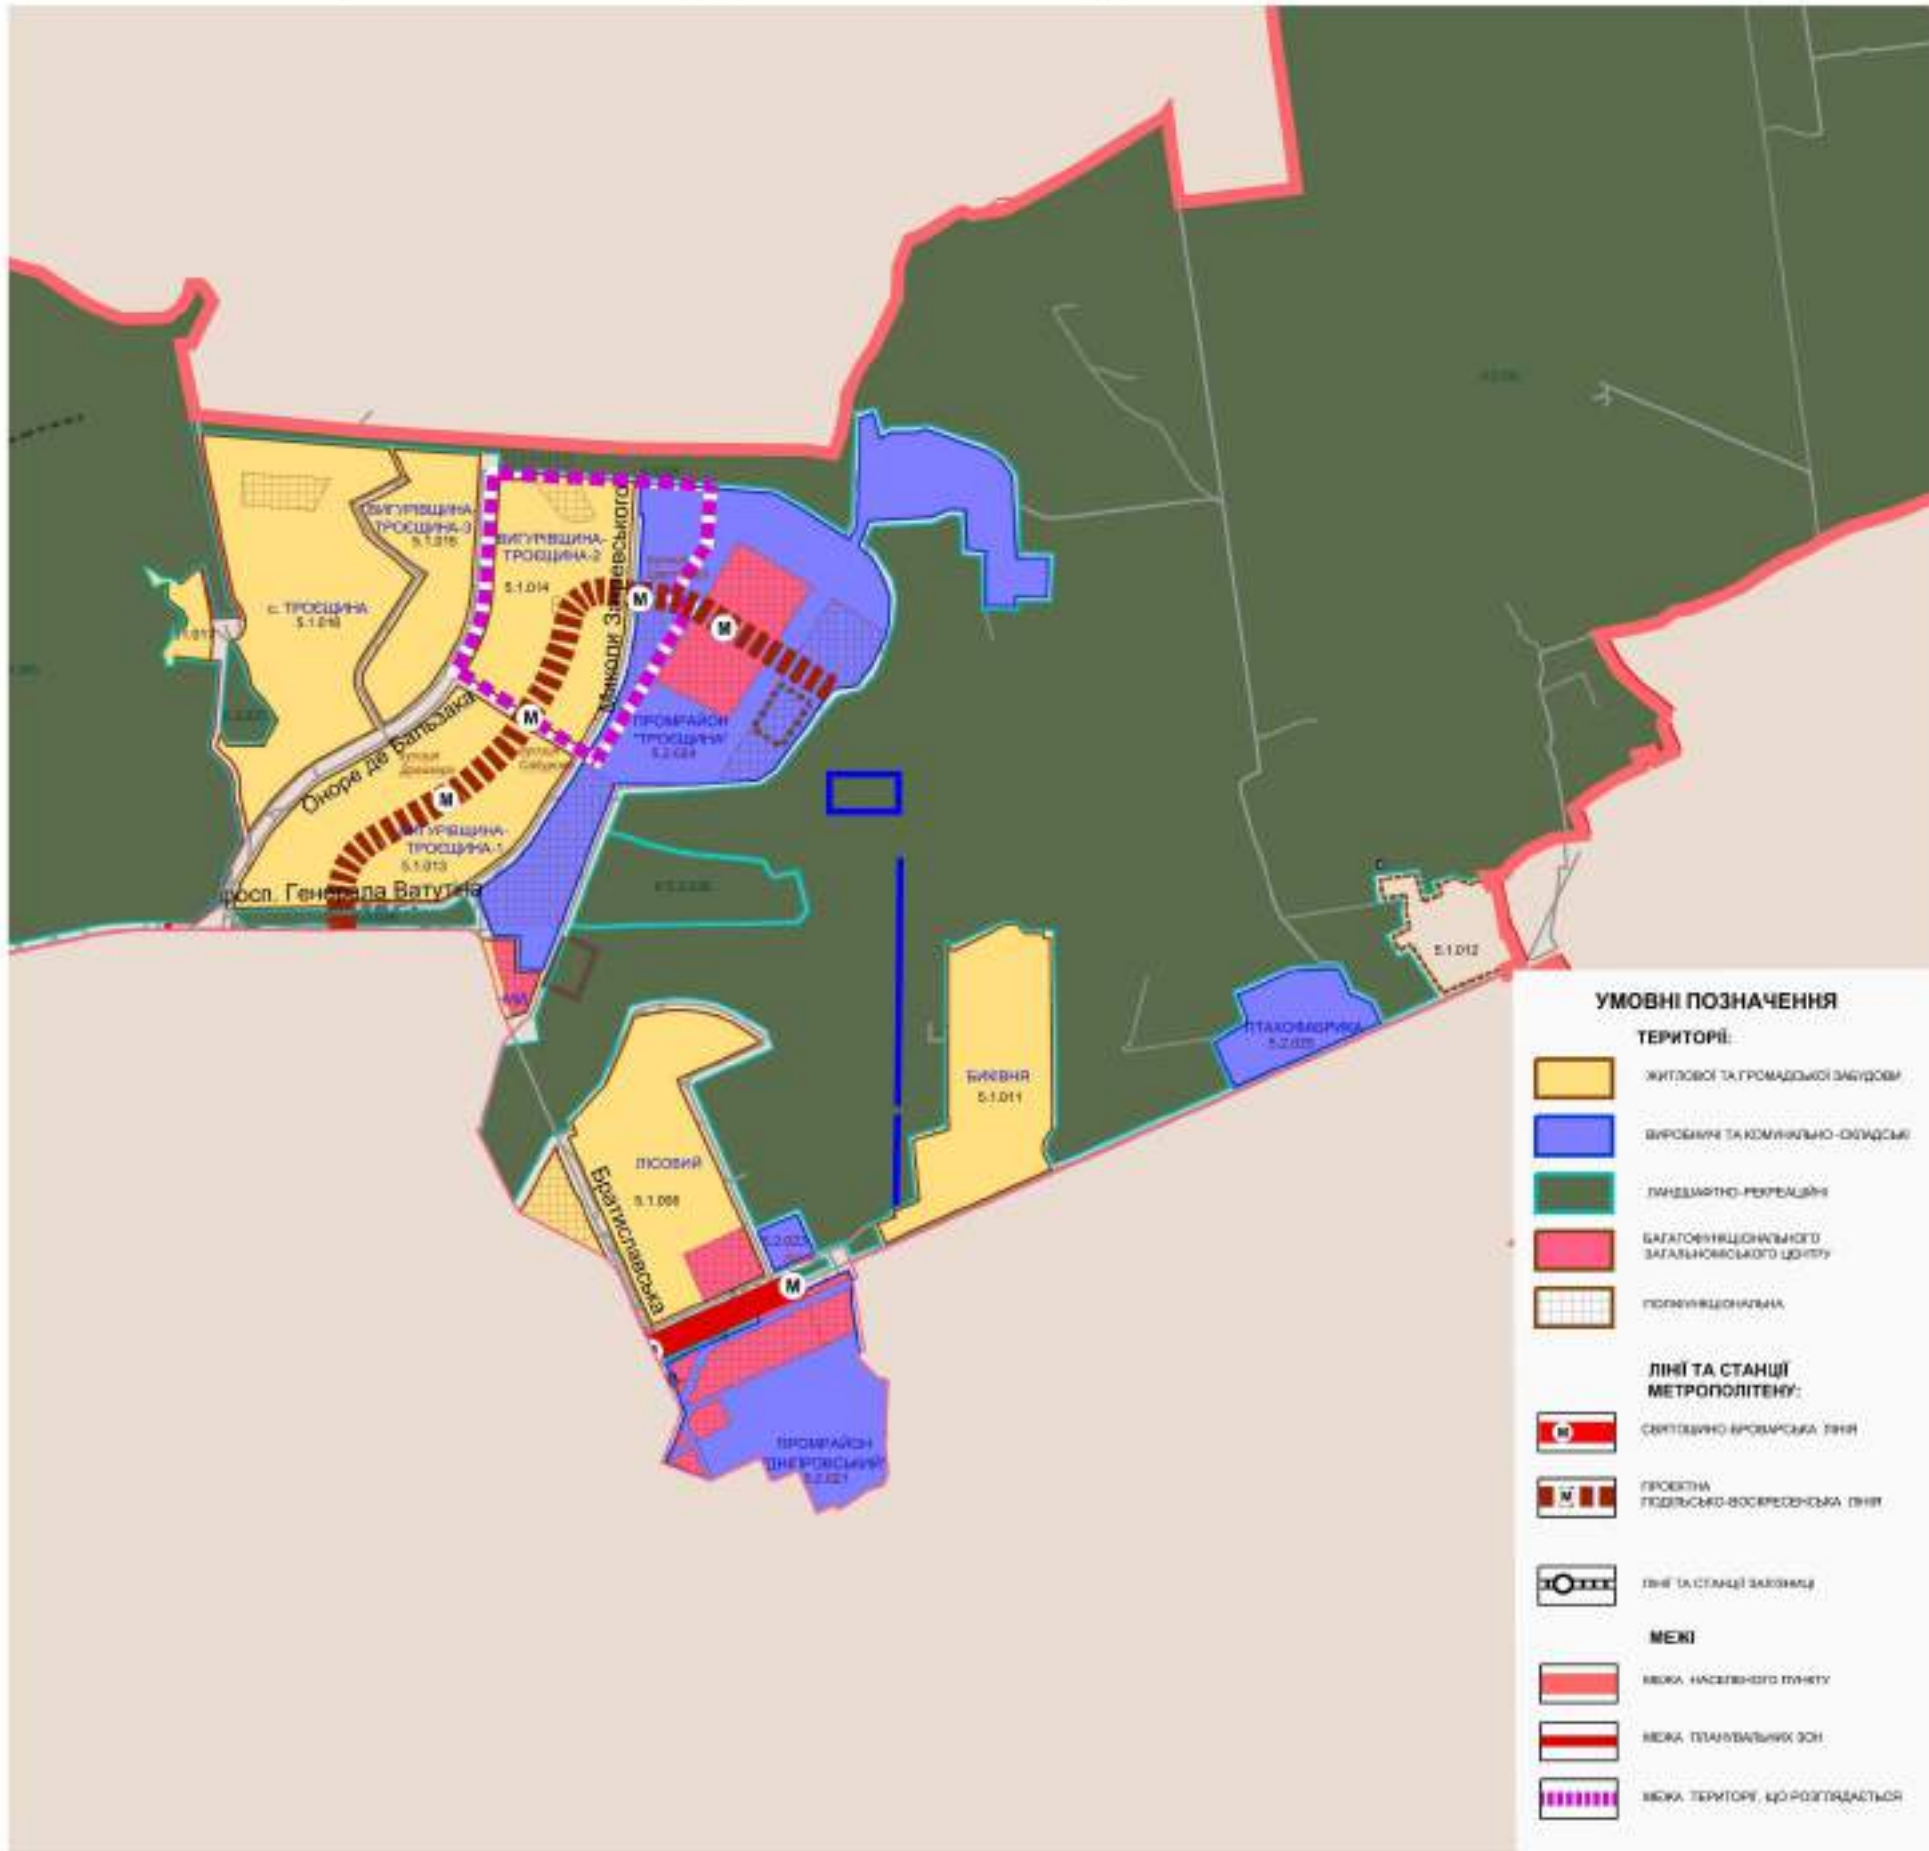 ВИГУРІВЩИНА-
ТРОЄЩИНА-3
5.1.015
ВИГУРІВЩИНА-
ТРОЄЩИНА-2
5.1.014
Миколи Закревського
с. ТРОЄЩИНА
5.1.016
М
М
М
М
ПРОМРАЙОН
"ТРОЄЩИНА"
5.2.024
Оноре де Бальзака
ВИГУРІВЩИНА-
ТРОЄЩИНА-1
5.1.013
просп. Генерала Ватутіна
5.1.012
ПТАХОФАБРИКА
5.2.025
БИКІВНЯ
5.1.011
ЛІСОВИЙ
Братиславська
М
ПРОМРАЙОН
"ДНІПРОВСЬКИЙ"
5.2.021
УМОВНІ ПОЗНАЧЕННЯ
ТЕРИТОРІЇ:
ЖИТЛОВОЇ ТА ГРОМАДСЬКОЇ ЗАБУДОВИ
ВИРОБНИЧІ ТА КОМУНАЛЬНО-СКЛАДСЬКІ
ЛАНДШАФТНО-РЕКРЕАЦІЙНІ
БАГАТОФУНКЦІОНАЛЬНОГО
ЗАГАЛЬНОМІСЬКОГО ЦЕНТРУ
ПОЛІФУНКЦІОНАЛЬНА
ЛІНІЇ ТА СТАНЦІЇ
МЕТРОПОЛІТЕНУ:
М
СВЯТОШИНО-БРОВАРСЬКА ЛІНІЯ
М
ПРОЕКТНА
ПОДІЛЬСЬКО-ВОСКРЕСЕНСЬКА ЛІНІЯ
ЛІНІЇ ТА СТАНЦІЇ ЗАЛІЗНИЦІ
МЕЖІ
МЕЖА НАСЕЛЕНОГО ПУНКТУ
МЕЖА ПЛАНУВАЛЬНИХ ЗОН
МЕЖА ТЕРИТОРІЇ, ЩО РОЗГЛЯДАЄТЬСЯ